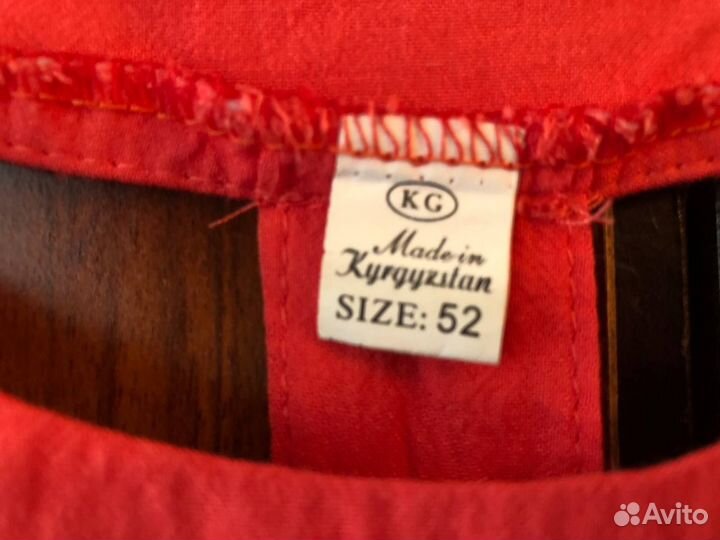 KG
Made in
Kyrgyzstan
SIZE: 52
Avito